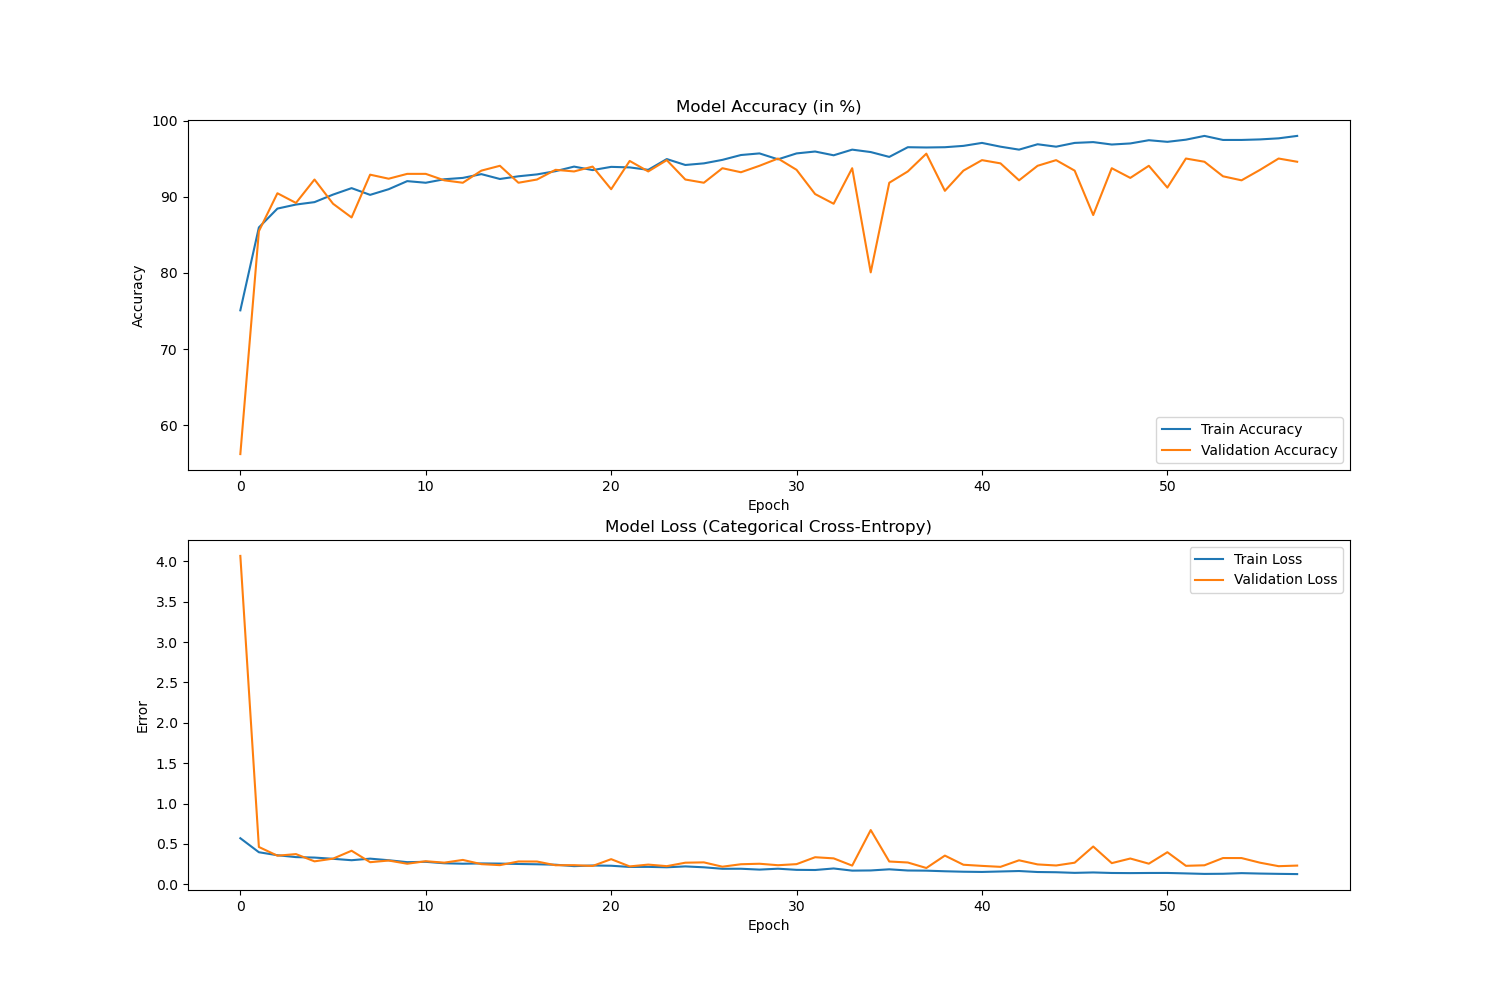 Model Accuracy (in %)
100
90
80
70
60
Accuracy
Train Accuracy
Validation Accuracy
0 10 20 30 40 50
Epoch
Model Loss (Categorical Cross-Entropy)
4.0
3.5
3.0
2.5
2.0
1.5
1.0
0.5
0.0
Error
Train Loss
Validation Loss
0 10 20 30 40 50
Epoch